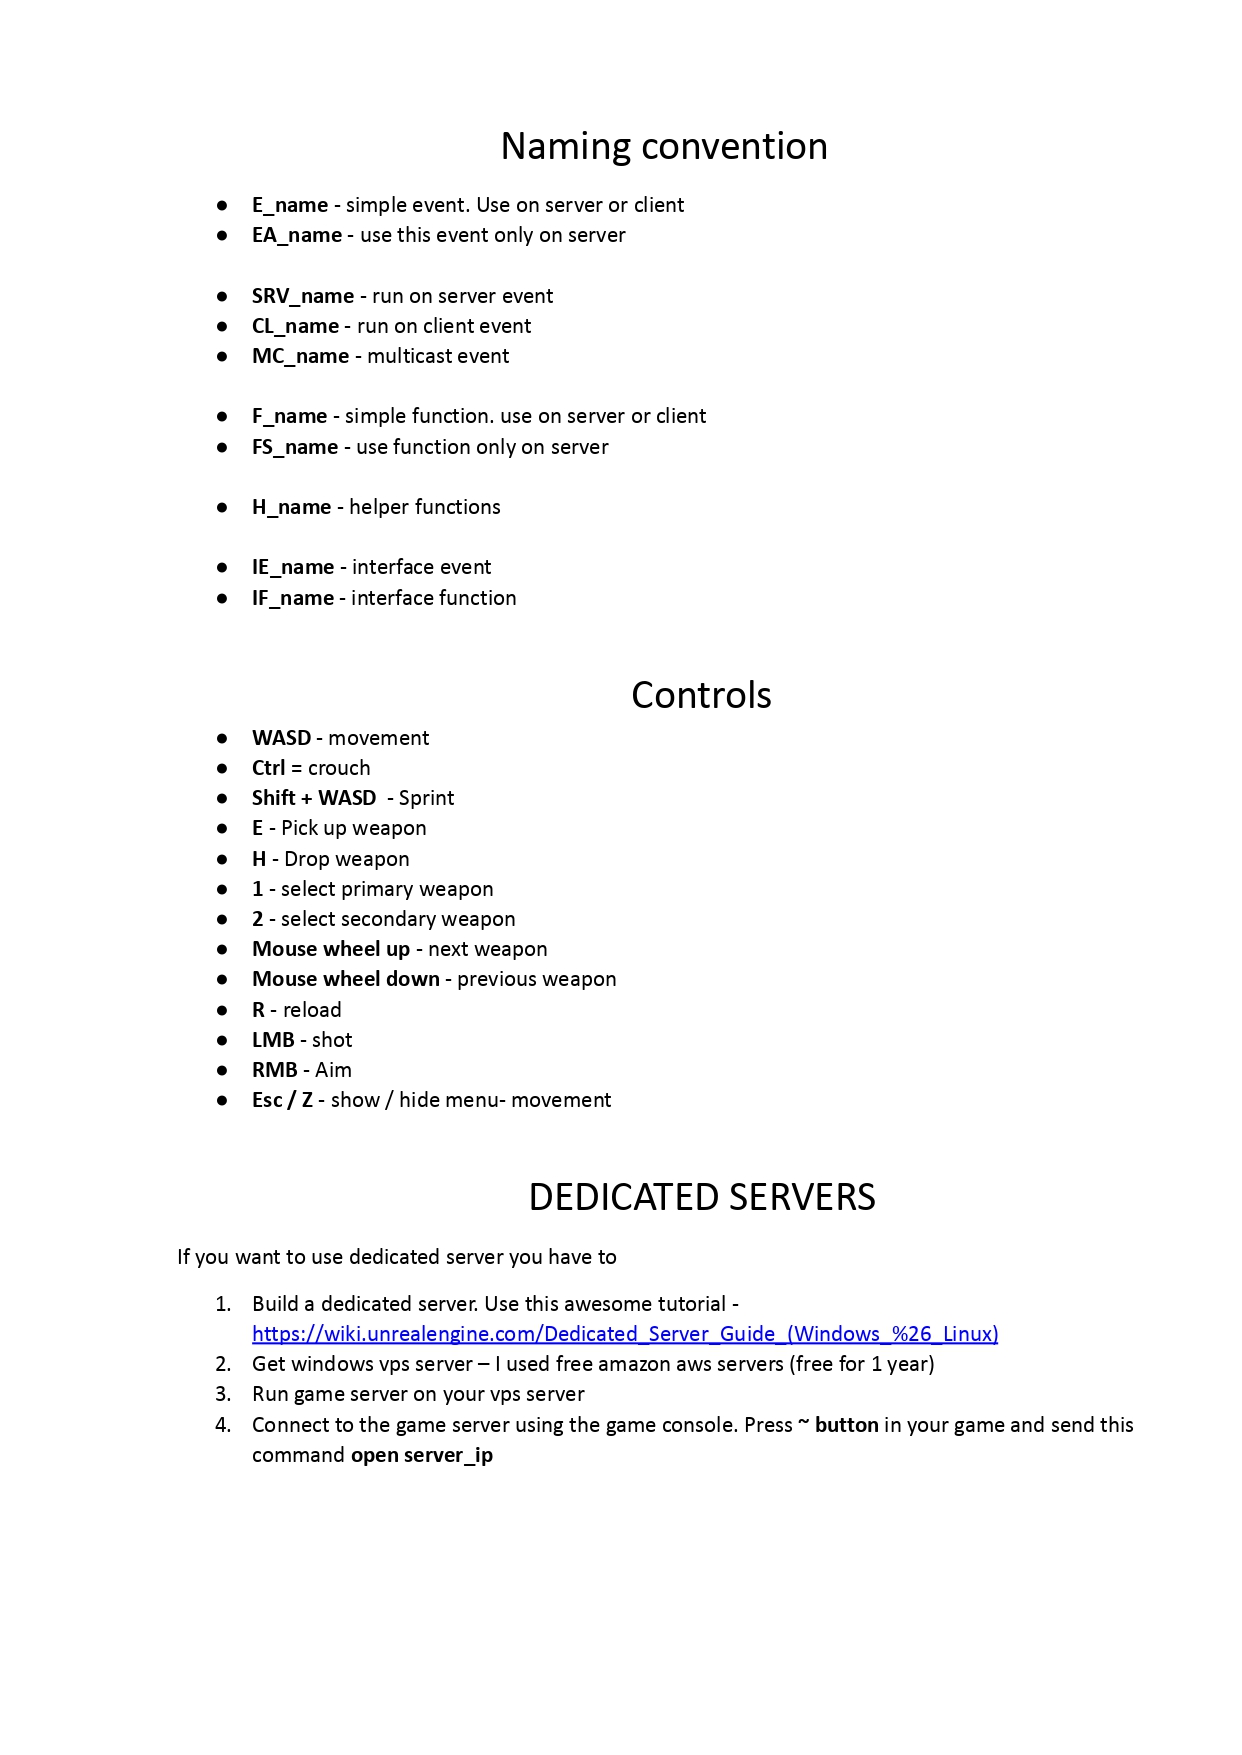 Naming convention
● E_name - simple event. Use on server or client
● EA_name - use this event only on server
● SRV_name - run on server event
● CL_name - run on client event
● MC_name - multicast event
● F_name - simple function. use on server or client
● FS_name - use function only on server
● H_name - helper functions
● IE_name - interface event
● IF_name - interface function
Controls
● WASD - movement
● Ctrl = crouch
● Shift + WASD  - Sprint
● E - Pick up weapon
● H - Drop weapon
● 1 - select primary weapon
● 2 - select secondary weapon
● Mouse wheel up - next weapon
● Mouse wheel down - previous weapon
● R - reload
● LMB - shot
● RMB - Aim
● Esc / Z - show / hide menu- movement
DEDICATED SERVERS
If you want to use dedicated server you have to
1. Build a dedicated server. Use this awesome tutorial -
https://wiki.unrealengine.com/Dedicated_Server_Guide_(Windows_%26_Linux)
2. Get windows vps server – I used free amazon aws servers (free for 1 year)
3. Run game server on your vps server
4. Connect to the game server using the game console. Press ~ button in your game and send this
command open server_ip